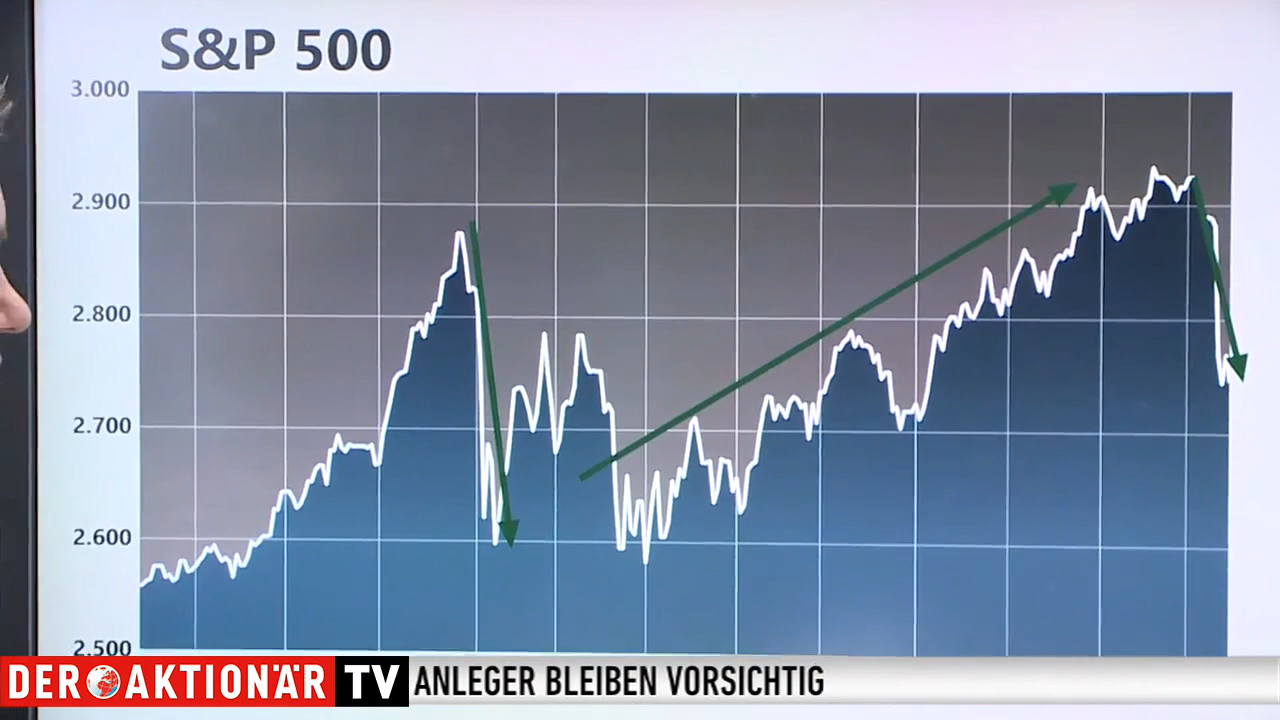 S&P 500
3.000
2.900
2.800
2.700
2.600
2.500
DER AKTIONÄR TV
ANLEGER BLEIBEN VORSICHTIG